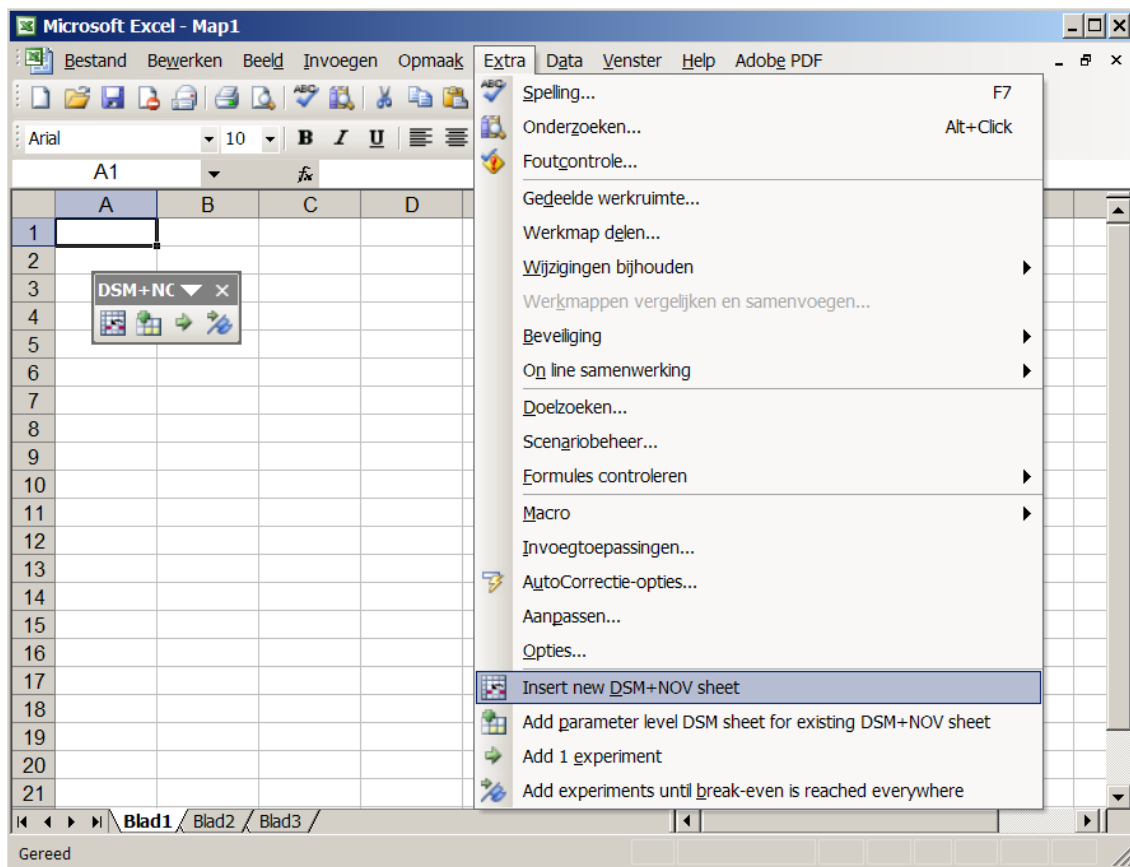 Microsoft Excel - Map1
Bestand Bewerken Beeld Invoegen Opmaak Extra Data Venster Help Adobe PDF
Arial 10 B I U
A1 fx
A B C D
1
2
3
4
5
6
7
8
9
10
11
12
13
14
15
16
17
18
19
20
21
DSM+NC
Spelling... F7
Onderzoeken... Alt+Click
Foutcontrole...
Gedeelde werkruimte...
Werkmap delen...
Wijzigingen bijhouden
Werkmappen vergelijken en samenvoegen...
Beveiliging
On line samenwerking
Doelzoeken...
Scenariobeheer...
Formules controleren
Macro
Invoegtoepassingen...
AutoCorrectie-opties...
Aanpassen...
Opties...
Insert new DSM+NOV sheet
Add parameter level DSM sheet for existing DSM+NOV sheet
Add 1 experiment
Add experiments until break-even is reached everywhere
Blad1 Blad2 Blad3
Gereed